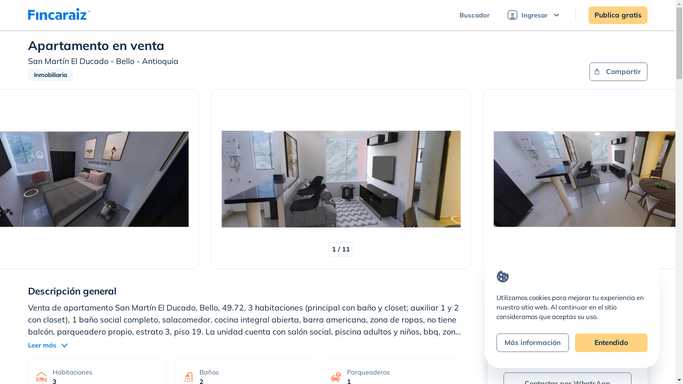 Fincaraiz
Buscador
Ingresar
Publica gratis
Apartamento en venta
San Martín El Ducado - Bello - Antioquia
Inmobiliaria
Compartir
1 / 11
Descripción general
Venta de apartamento San Martín El Ducado, Bello, 49.72, 3 habitaciones (principal con baño y closet; auxiliar 1 y 2
con closet), 1 baño social completo, salacomedor, cocina integral abierta, barra americana, zona de ropas, no tiene
balcón, parqueadero propio, estrato 3, piso 19. La unidad cuenta con salón social, piscina adultos y niños, bbq, zon...
Leer más
Habitaciones
3
Baños
2
Parqueaderos
1
Utilizamos cookies para mejorar tu experiencia en
nuestro sitio web. Al continuar en el sitio
consideramos que aceptas su uso.
Más información
Entendido
Contactar por WhatsApp